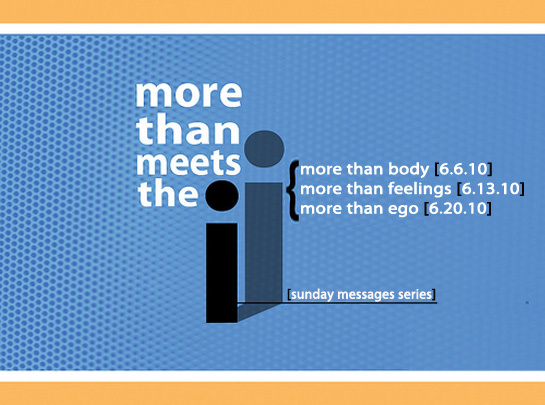 more
than
meets
the i
more than body [6.6.10]
more than feelings [6.13.10]
more than ego [6.20.10]
[sunday messages series]